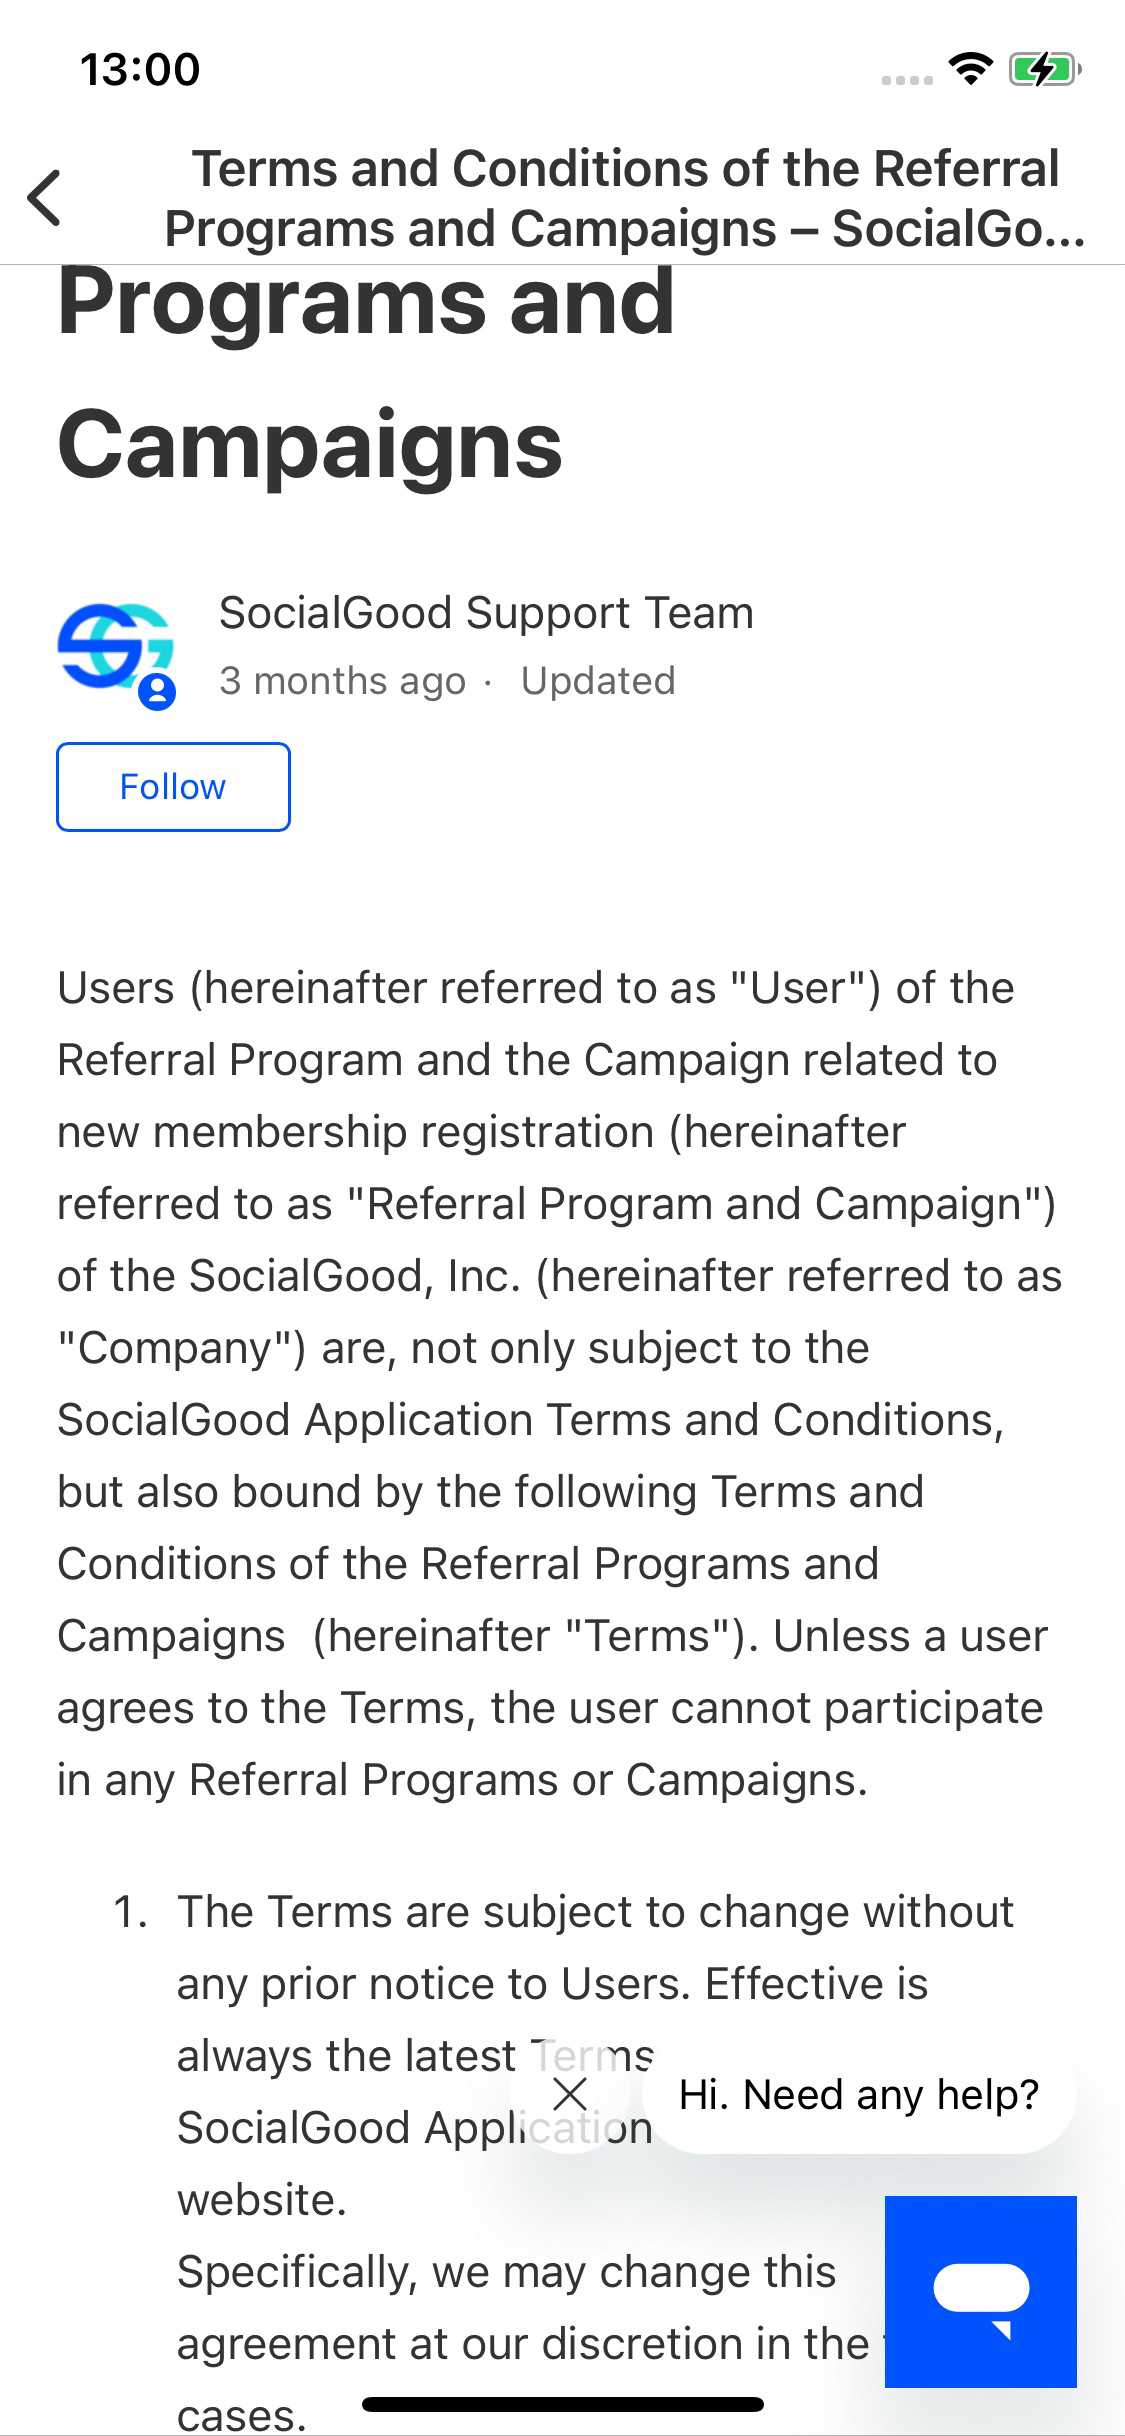 13:00
Terms and Conditions of the Referral
Programs and Campaigns – SocialGo...
Programs and
Campaigns
SocialGood Support Team
3 months ago · Updated
Follow
Users (hereinafter referred to as "User") of the
Referral Program and the Campaign related to
new membership registration (hereinafter
referred to as "Referral Program and Campaign")
of the SocialGood, Inc. (hereinafter referred to as
"Company") are, not only subject to the
SocialGood Application Terms and Conditions,
but also bound by the following Terms and
Conditions of the Referral Programs and
Campaigns (hereinafter "Terms"). Unless a user
agrees to the Terms, the user cannot participate
in any Referral Programs or Campaigns.
1. The Terms are subject to change without
any prior notice to Users. Effective is
always the latest Terms
SocialGood Application
website.
Specifically, we may change this
agreement at our discretion in the
cases.
Hi. Need any help?